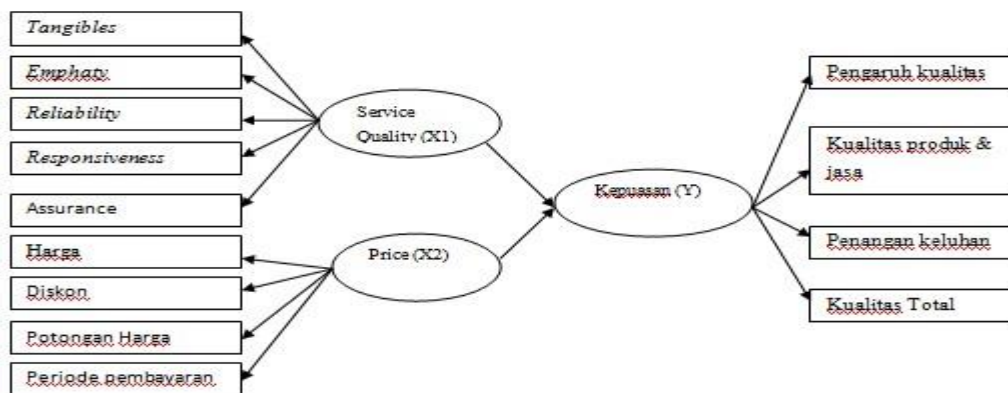 Tangibles
Emphaty
Reliability
Responsiveness
Assurance
Harga
Diskon
Potongan Harga
Periode pembayaran
Service
Quality (X1)
Price (X2)
Kepuasan (Y)
Pengaruh kualitas
Kualitas produk &
jasa
Penangan keluhan
Kualitas Total